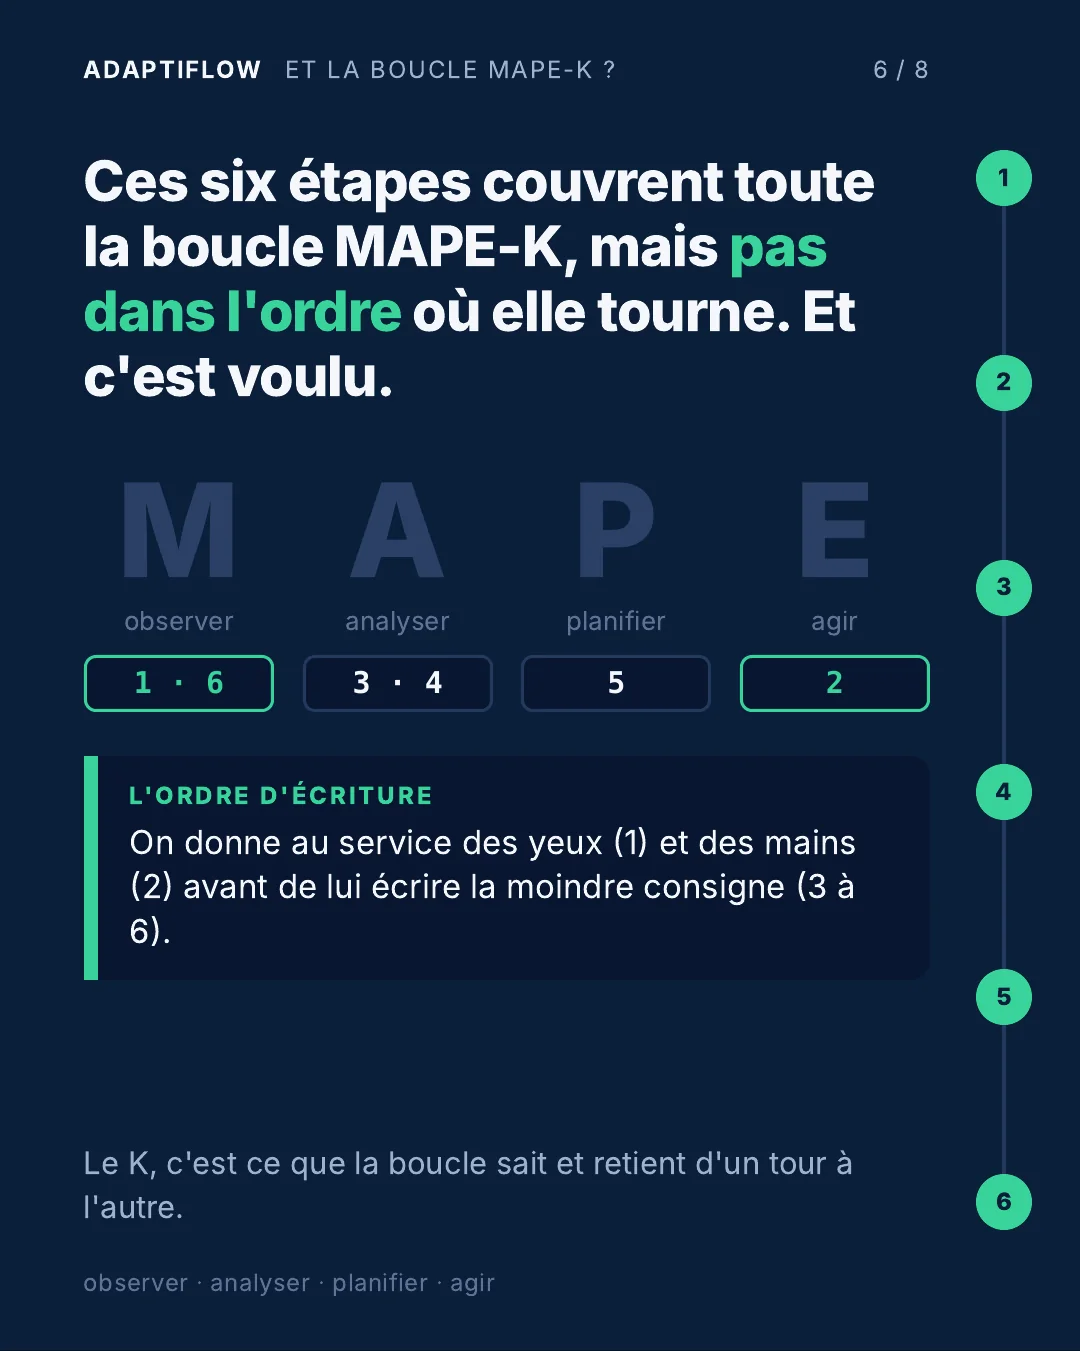 ADAPTIFLOW ET LA BOUCLE MAPE-K ? 6 / 8
Ces six étapes couvrent toute
la boucle MAPE-K, mais pas
dans l'ordre où elle tourne. Et
c'est voulu.
M A P E
observer analyser planifier agir
1 · 6 3 · 4 5 2
L'ORDRE D'ÉCRITURE
On donne au service des yeux (1) et des mains
(2) avant de lui écrire la moindre consigne (3 à
6).
Le K, c'est ce que la boucle sait et retient d'un tour à
l'autre.
observer · analyser · planifier · agir
1
2
3
4
5
6